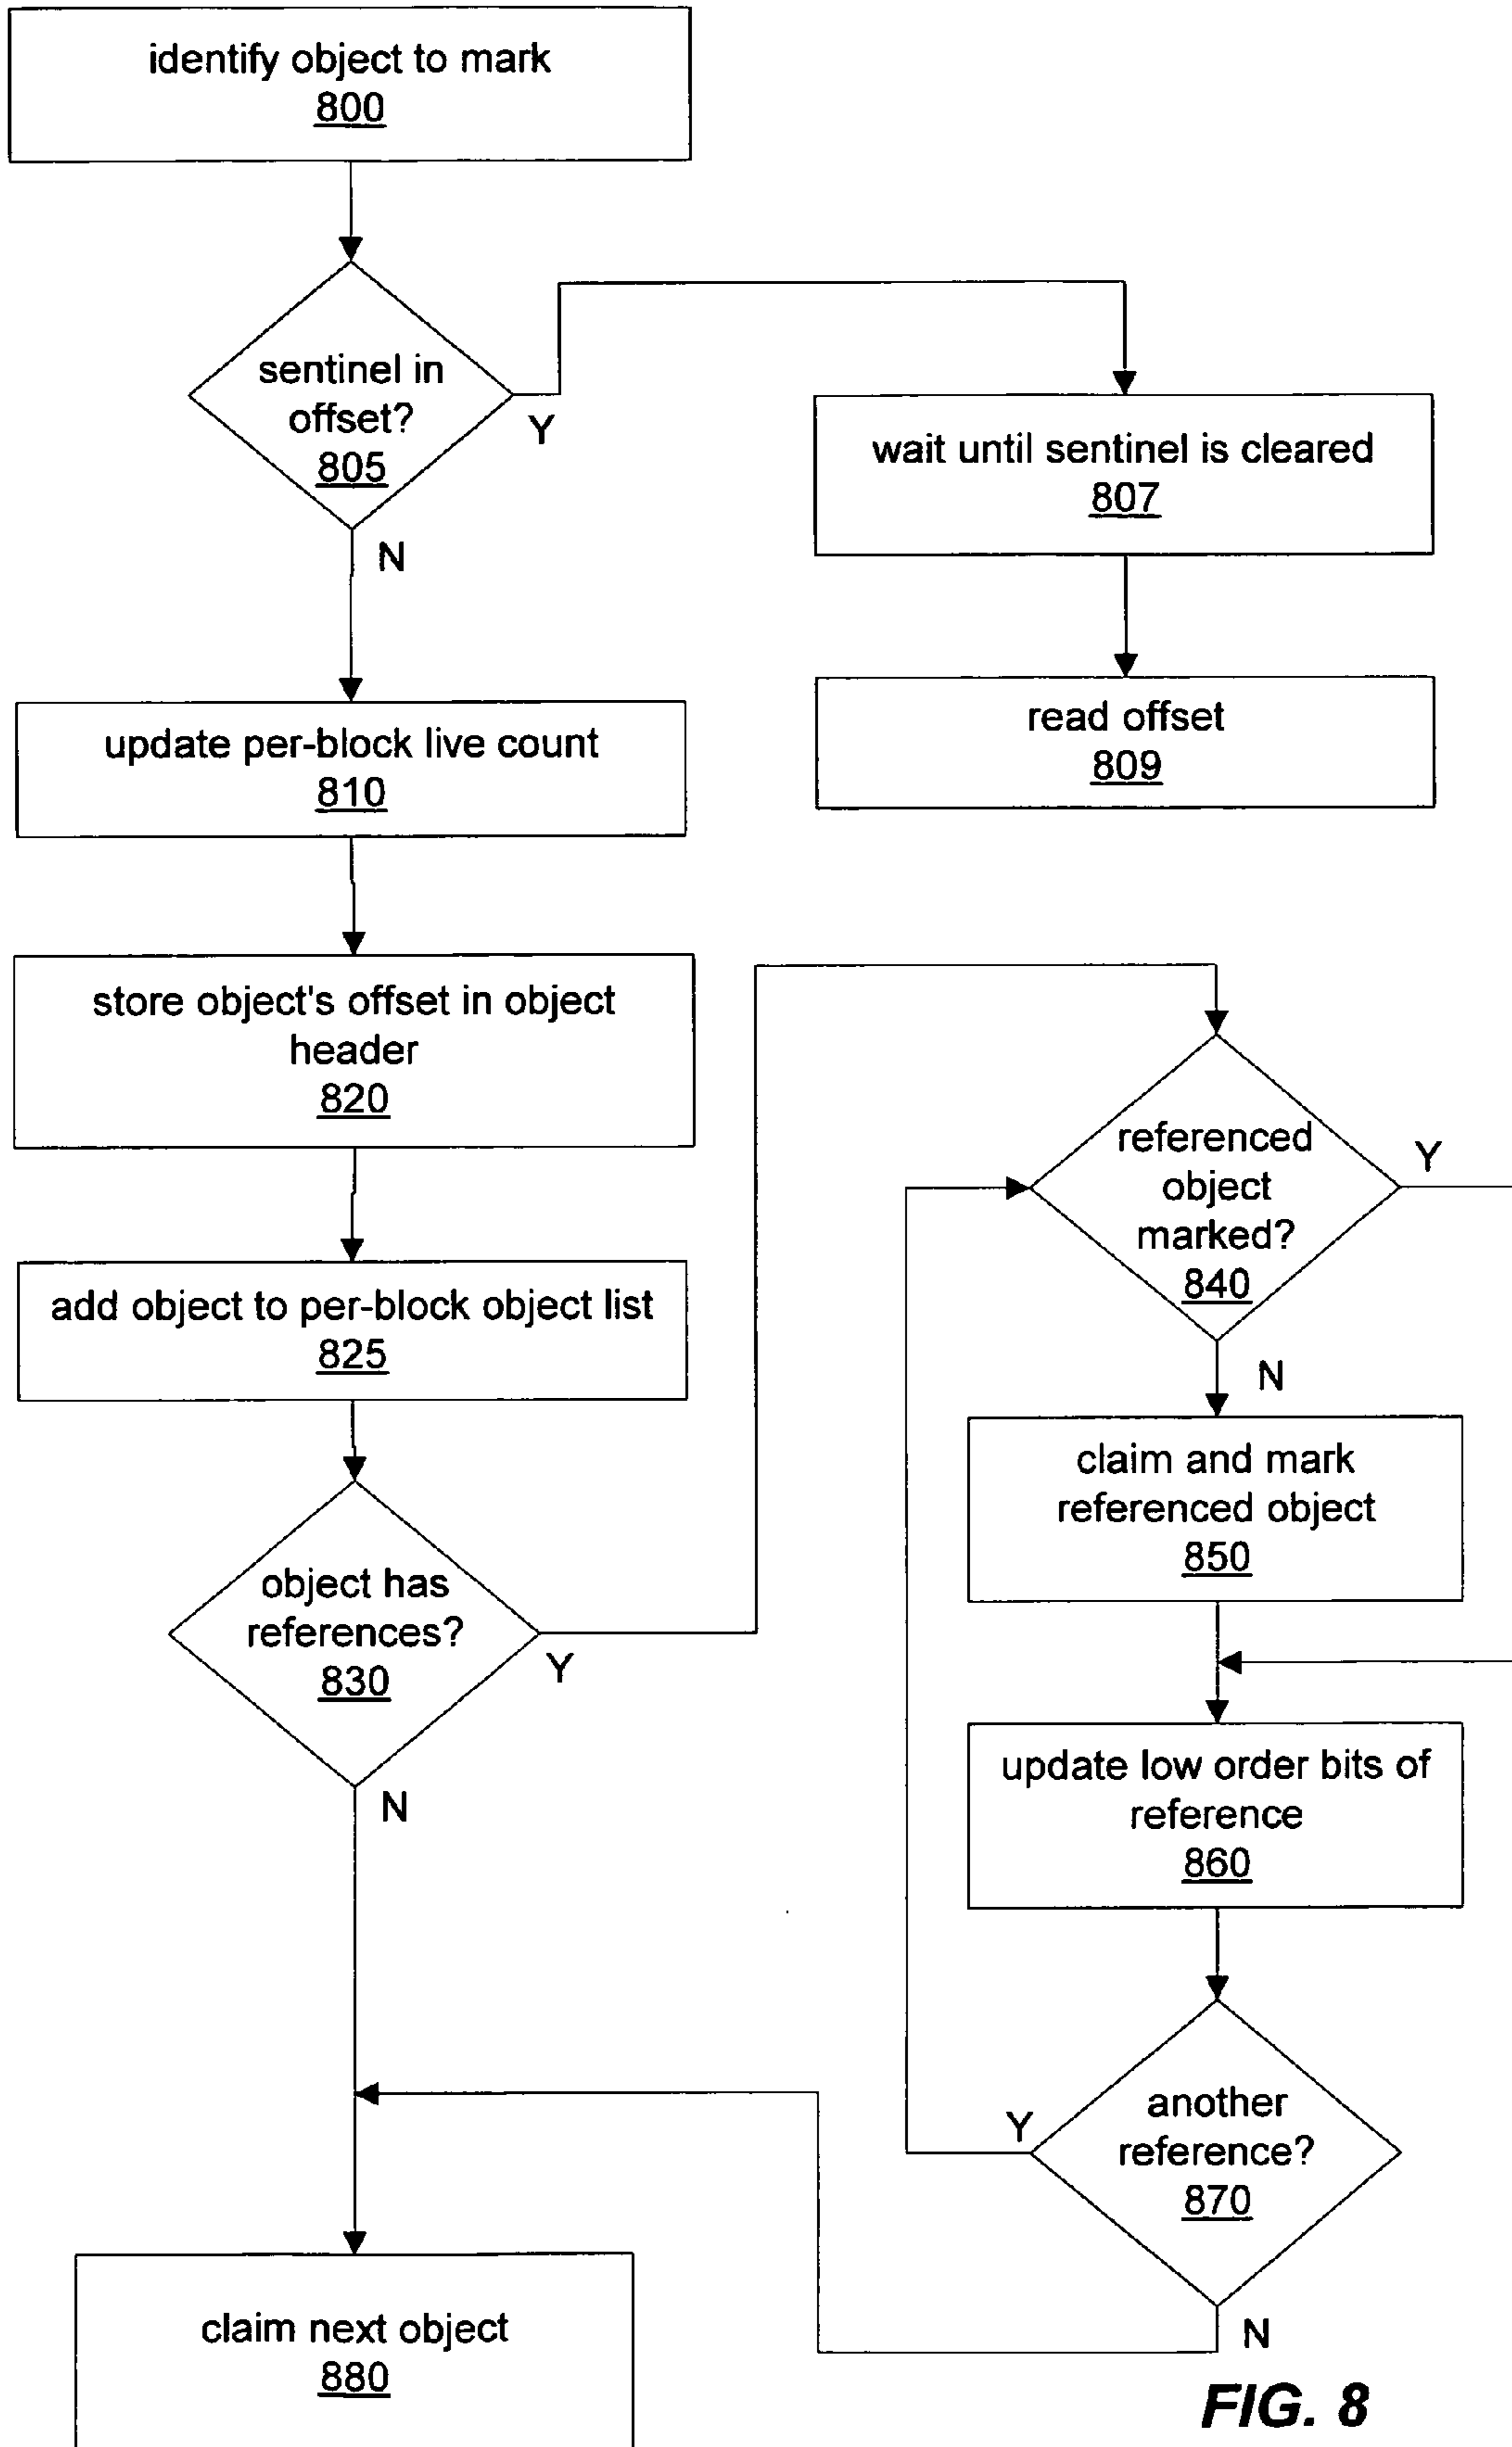 identify object to mark
800
sentinel in
offset?
805
Y
N
wait until sentinel is cleared
807
read offset
809
update per-block live count
810
store object's offset in object
header
820
add object to per-block object list
825
object has
references?
830
Y
N
referenced
object
marked?
840
Y
N
claim and mark
referenced object
850
update low order bits of
reference
860
another
reference?
870
Y
N
claim next object
880
FIG. 8